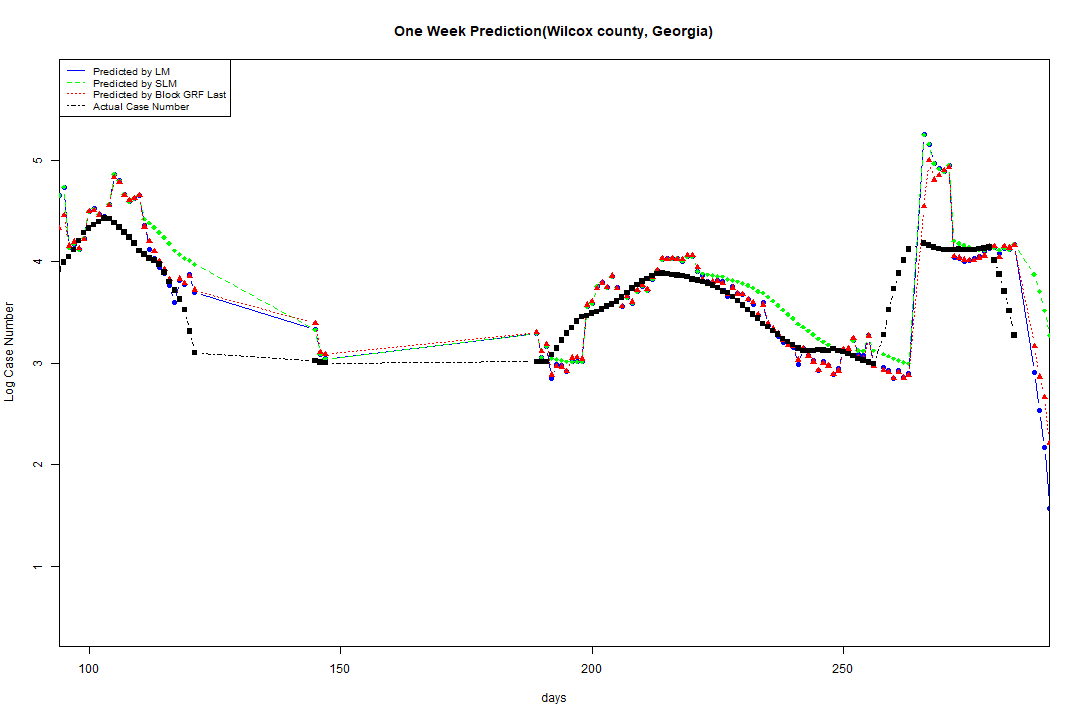 One Week Prediction(Wilcox county, Georgia)
Predicted by LM
Predicted by SLM
Predicted by Block GRF Last
Actual Case Number
5
4
3
2
1
Log Case Number
100
150
200
250
days